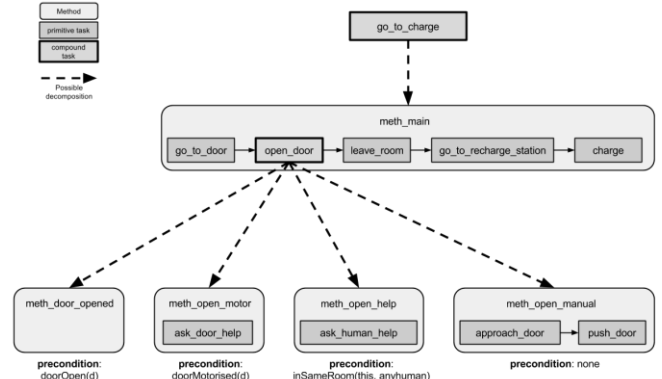 Method
primitive task
compound
task
Possible
decomposition
go_to_charge
meth_main
go_to_door
open_door
leave_room
go_to_recharge_station
charge
meth_door_opened
meth_open_motor
meth_open_help
meth_open_manual
ask_door_help
ask_human_help
approach_door
push_door
precondition:
doorOpen(d)
precondition:
doorMotorised(d)
precondition:
inSameRoom(this, anyhuman)
precondition: none